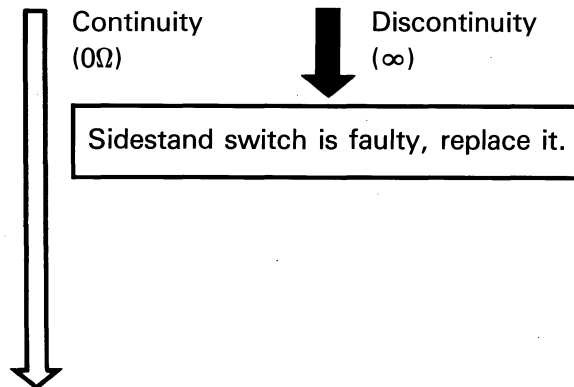 Continuity
(0Ω)
Discontinuity
(∞)
Sidestand switch is faulty, replace it.